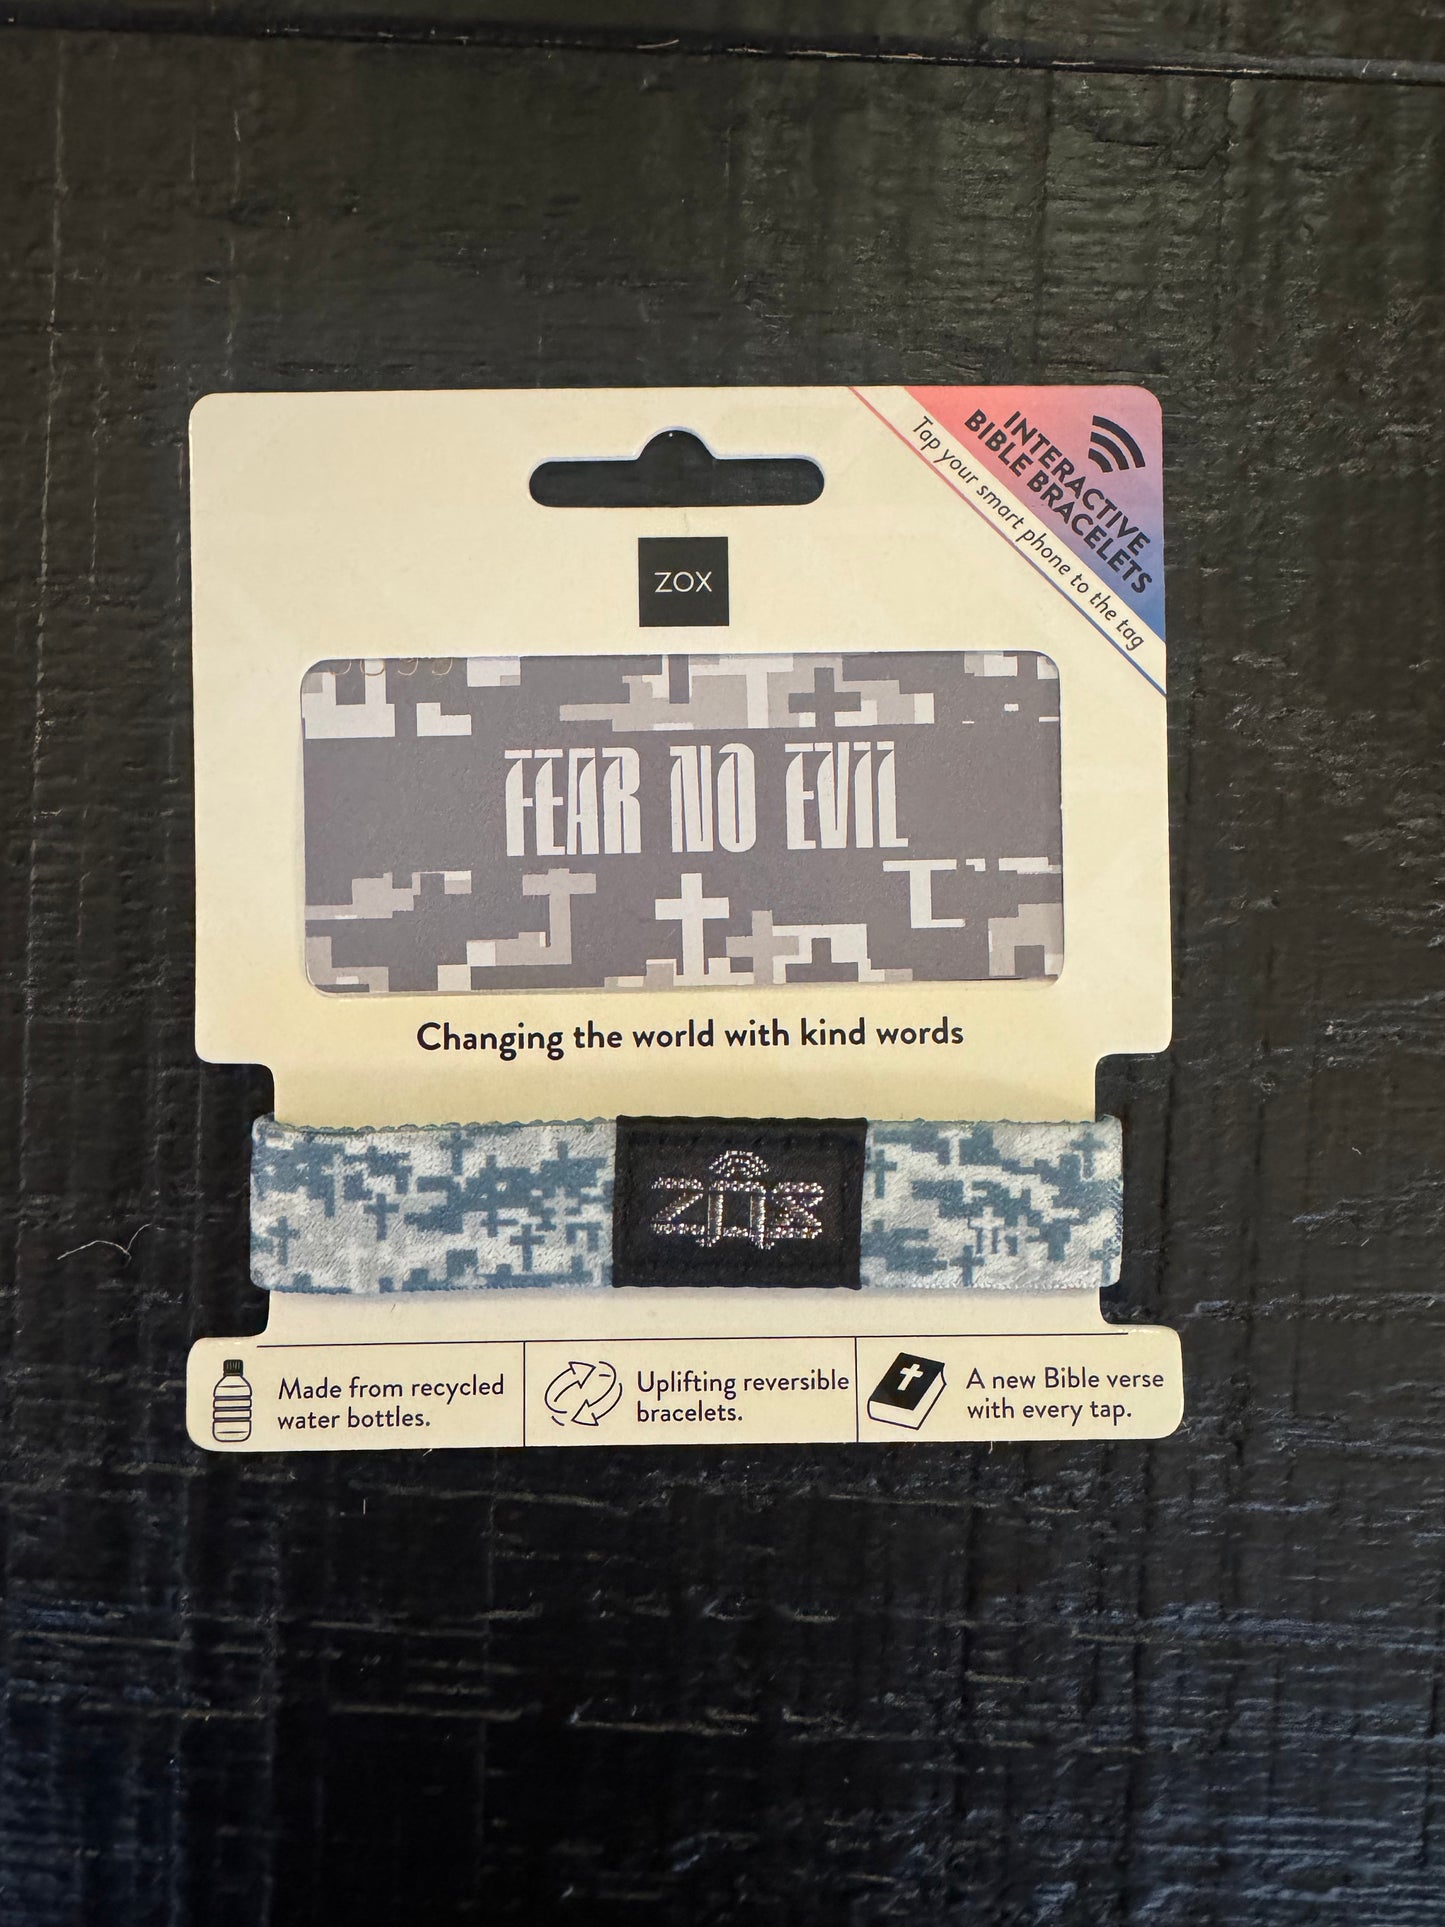 INTERACTIVE
BIBLE BRACELETS
Tap your smart phone to the tag
ZOX
FEAR NO EVIL
Changing the world with kind words
ZOX
Made from recycled
water bottles.
Uplifting reversible
bracelets.
A new Bible verse
with every tap.